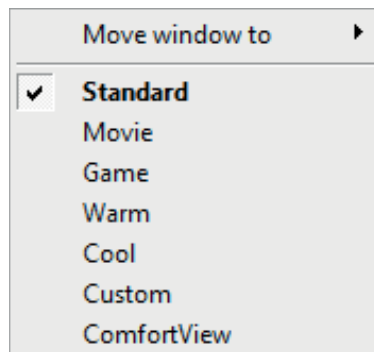 Move window to
Standard
Movie
Game
Warm
Cool
Custom
ComfortView